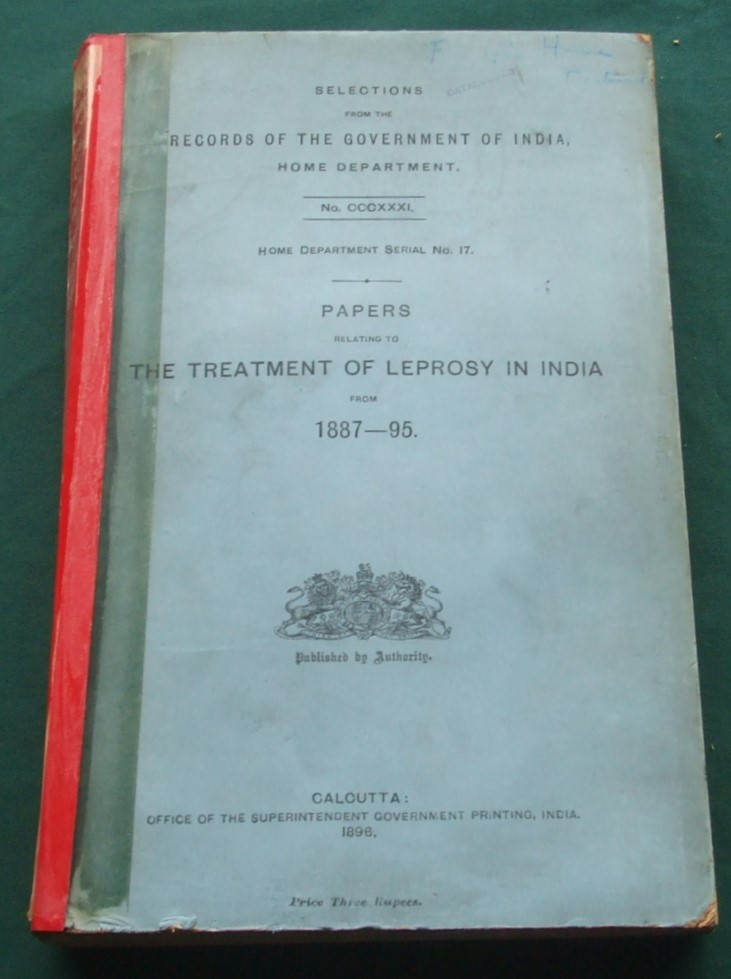 SELECTIONS
FROM THE
RECORDS OF THE GOVERNMENT OF INDIA,
HOME DEPARTMENT.
No. CCCXXXI.
HOME DEPARTMENT SERIAL No. 17.
PAPERS
RELATING TO
THE TREATMENT OF LEPROSY IN INDIA
FROM
1887—95.
Published by Authority.
CALCUTTA:
OFFICE OF THE SUPERINTENDENT GOVERNMENT PRINTING, INDIA.
1896.
Price Three Rupees.